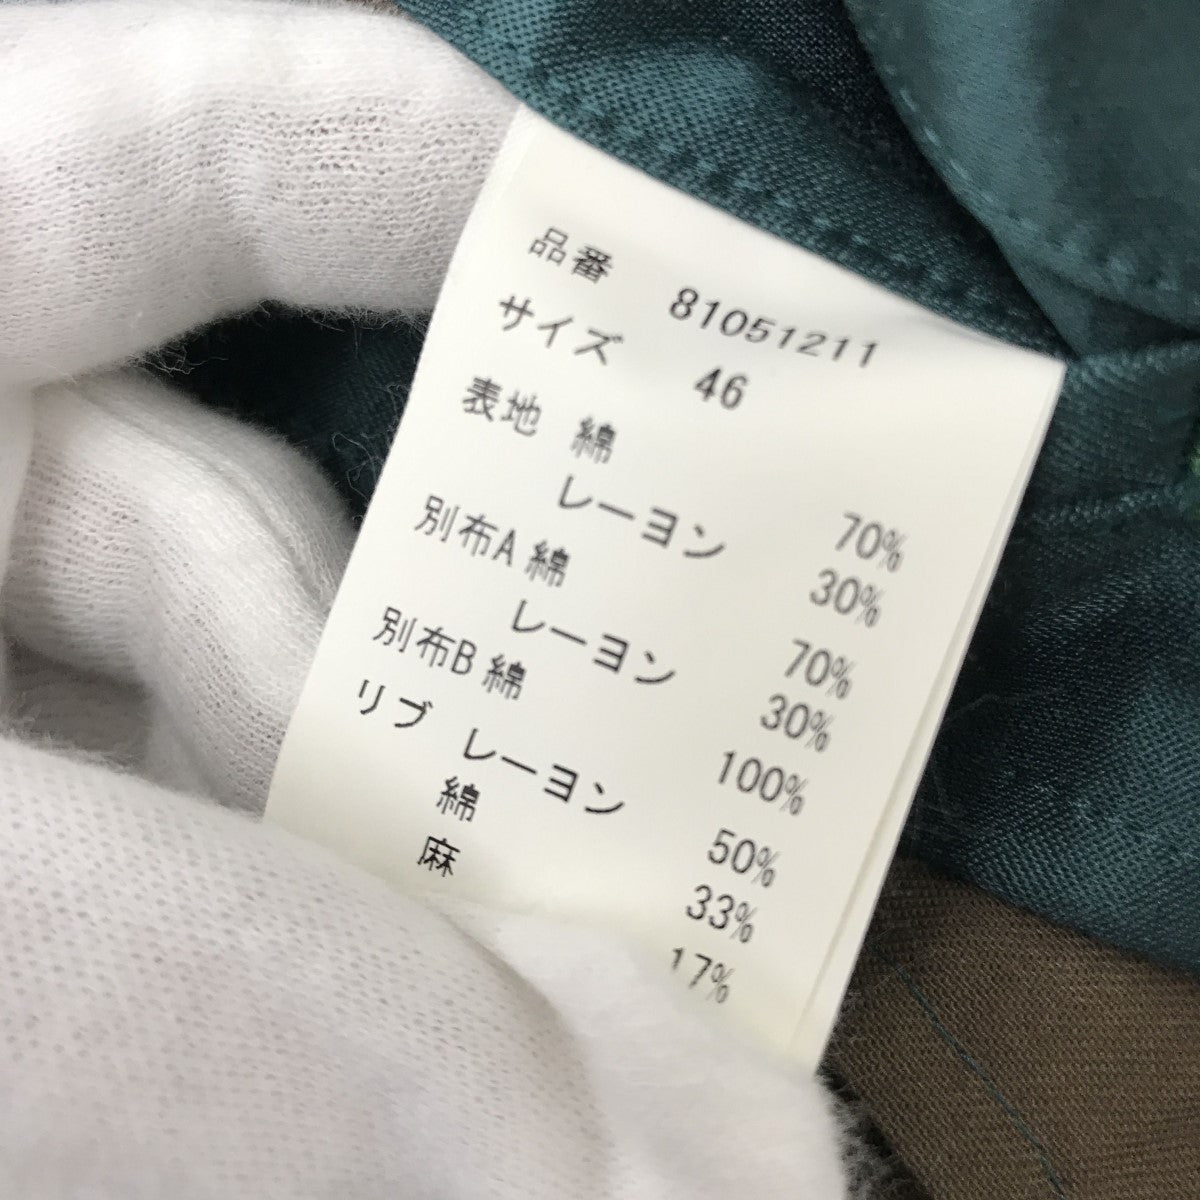 品番 81051211
サイズ 46
表地 綿 70%
レーヨン 30%
別布A 綿 70%
レーヨン 30%
別布B 綿 100%
リブ レーヨン 50%
綿 33%
麻 17%